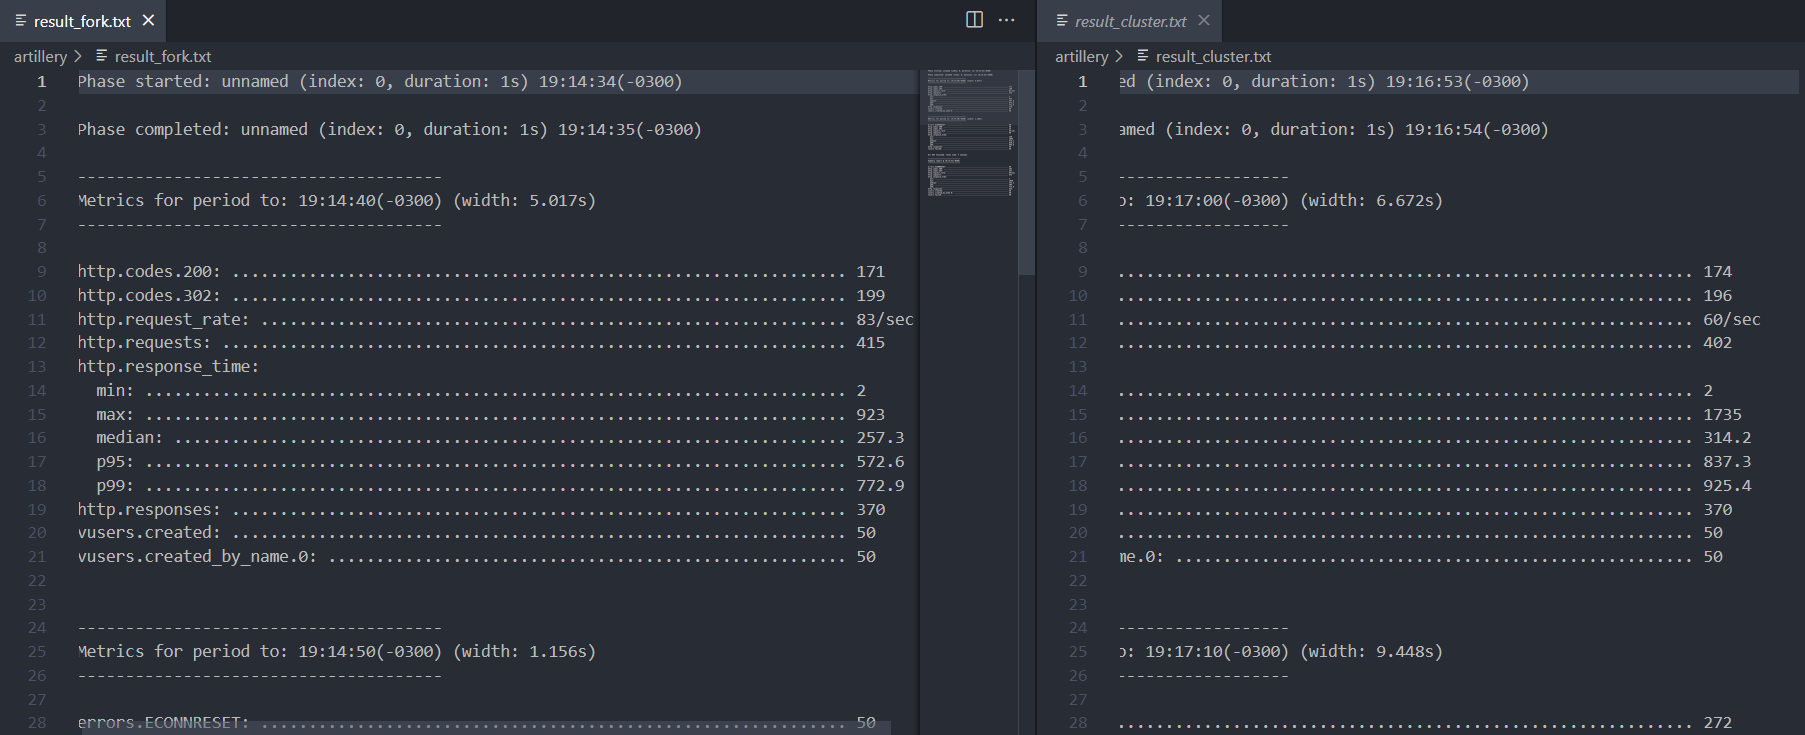 result_fork.txt
artillery > result_fork.txt
1 Phase started: unnamed (index: 0, duration: 1s) 19:14:34(-0300)
2
3 Phase completed: unnamed (index: 0, duration: 1s) 19:14:35(-0300)
4
5 --------------------------------------
6 Metrics for period to: 19:14:40(-0300) (width: 5.017s)
7 --------------------------------------
8
9 http.codes.200: ................................................................ 171
10 http.codes.302: ................................................................ 199
11 http.request_rate: ............................................................. 83/sec
12 http.requests: ................................................................. 415
13 http.response_time:
14 min: ......................................................................... 2
15 max: ......................................................................... 923
16 median: ...................................................................... 257.3
17 p95: ......................................................................... 572.6
18 p99: ......................................................................... 772.9
19 http.responses: ................................................................ 370
20 vusers.created: ................................................................ 50
21 vusers.created_by_name.0: ...................................................... 50
22
23
24 --------------------------------------
25 Metrics for period to: 19:14:50(-0300) (width: 1.156s)
26 --------------------------------------
27
28 errors.ECONNRESET: ............................................................. 50
result_cluster.txt
artillery > result_cluster.txt
1 ed (index: 0, duration: 1s) 19:16:53(-0300)
2
3 amed (index: 0, duration: 1s) 19:16:54(-0300)
4
5 ------------------
6 o: 19:17:00(-0300) (width: 6.672s)
7 ------------------
8
9 ............................................................ 174
10 ............................................................ 196
11 ............................................................ 60/sec
12 ............................................................ 402
13
14 ............................................................ 2
15 ............................................................ 1735
16 ............................................................ 314.2
17 ............................................................ 837.3
18 ............................................................ 925.4
19 ............................................................ 370
20 ............................................................ 50
21 me.0: ...................................................... 50
22
23
24 ------------------
25 o: 19:17:10(-0300) (width: 9.448s)
26 ------------------
27
28 ............................................................ 272